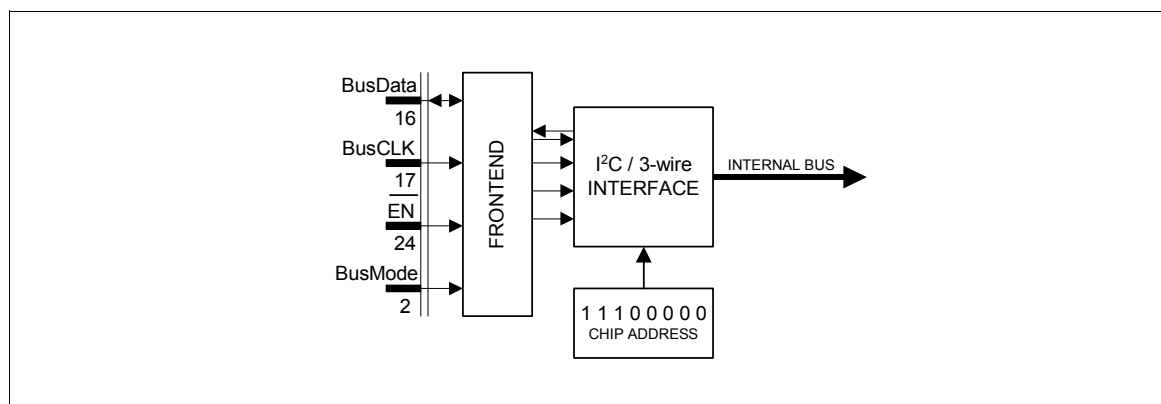 BusData
16
BusCLK
17
EN
24
BusMode
2
FRONTEND
I²C / 3-wire
INTERFACE
INTERNAL BUS
1 1 1 0 0 0 0 0
CHIP ADDRESS